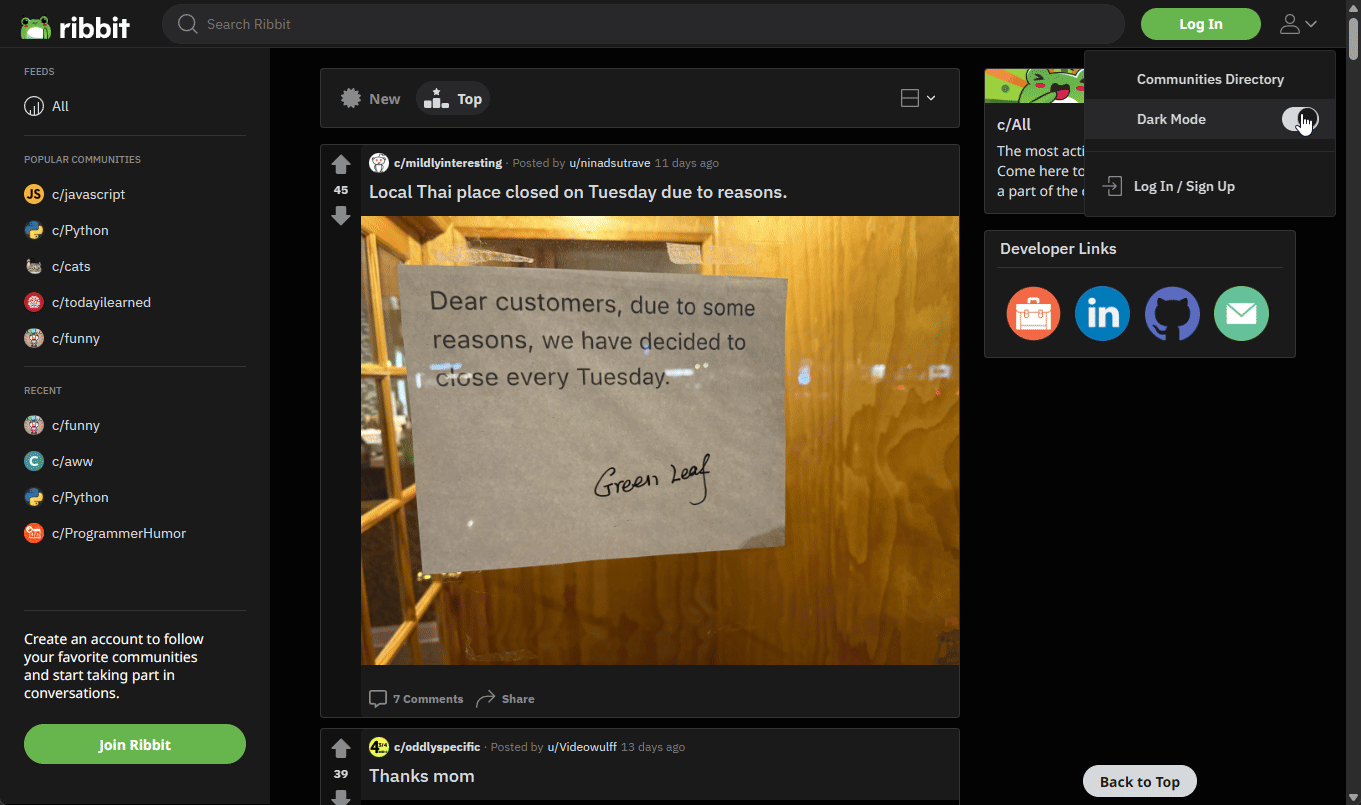 ribbit
Search Ribbit
Log In
FEEDS
All
POPULAR COMMUNITIES
JS
c/javascript
c/Python
c/cats
c/todayilearned
c/funny
RECENT
c/funny
C
c/aww
c/Python
c/ProgrammerHumor
Create an account to follow
your favorite communities
and start taking part in
conversations.
Join Ribbit
New
Top
45
c/mildlyinteresting · Posted by u/ninadsutrave 11 days ago
Local Thai place closed on Tuesday due to reasons.
Dear customers, due to some
reasons, we have decided to
close every Tuesday.
Green Leaf
7 Comments
Share
39
c/oddlyspecific · Posted by u/Videowulff 13 days ago
Thanks mom
Communities Directory
Dark Mode
Log In / Sign Up
c/All
The most acti
Come here to
a part of the
Developer Links
in
Back to Top